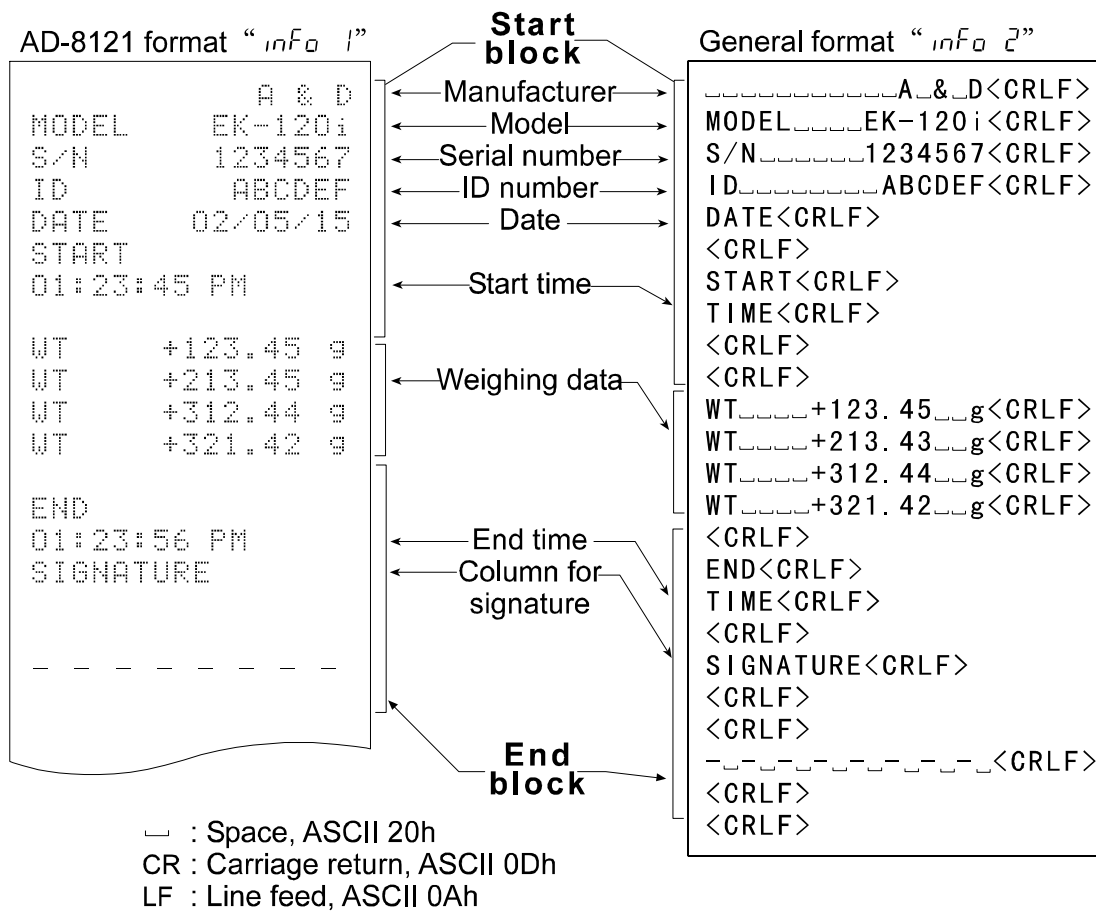 AD-8121 format “ inFo 1”
A & D
MODEL EK-120i
S/N 1234567
ID ABCDEF
DATE 02/05/15
START
01:23:45 PM
WT +123.45 g
WT +213.45 g
WT +312.44 g
WT +321.42 g
END
01:23:56 PM
SIGNATURE
_ _ _ _ _ _ _ _
Start
block
Manufacturer
Model
Serial number
ID number
Date
Start time
Weighing data
End time
Column for
signature
End
block
General format “ inFo 2”
␣␣␣␣␣␣␣␣␣␣␣A␣&␣D<CRLF>
MODEL␣␣␣␣EK-120i<CRLF>
S/N␣␣␣␣␣␣1234567<CRLF>
ID␣␣␣␣␣␣␣␣ABCDEF<CRLF>
DATE<CRLF>
<CRLF>
START<CRLF>
TIME<CRLF>
<CRLF>
<CRLF>
WT␣␣␣␣+123.45␣␣g<CRLF>
WT␣␣␣␣+213.43␣␣g<CRLF>
WT␣␣␣␣+312.44␣␣g<CRLF>
WT␣␣␣␣+321.42␣␣g<CRLF>
<CRLF>
END<CRLF>
TIME<CRLF>
<CRLF>
SIGNATURE<CRLF>
<CRLF>
<CRLF>
-␣-␣-␣-␣-␣-␣-␣-␣<CRLF>
<CRLF>
<CRLF>
␣ : Space, ASCII 20h
CR : Carriage return, ASCII 0Dh
LF : Line feed, ASCII 0Ah